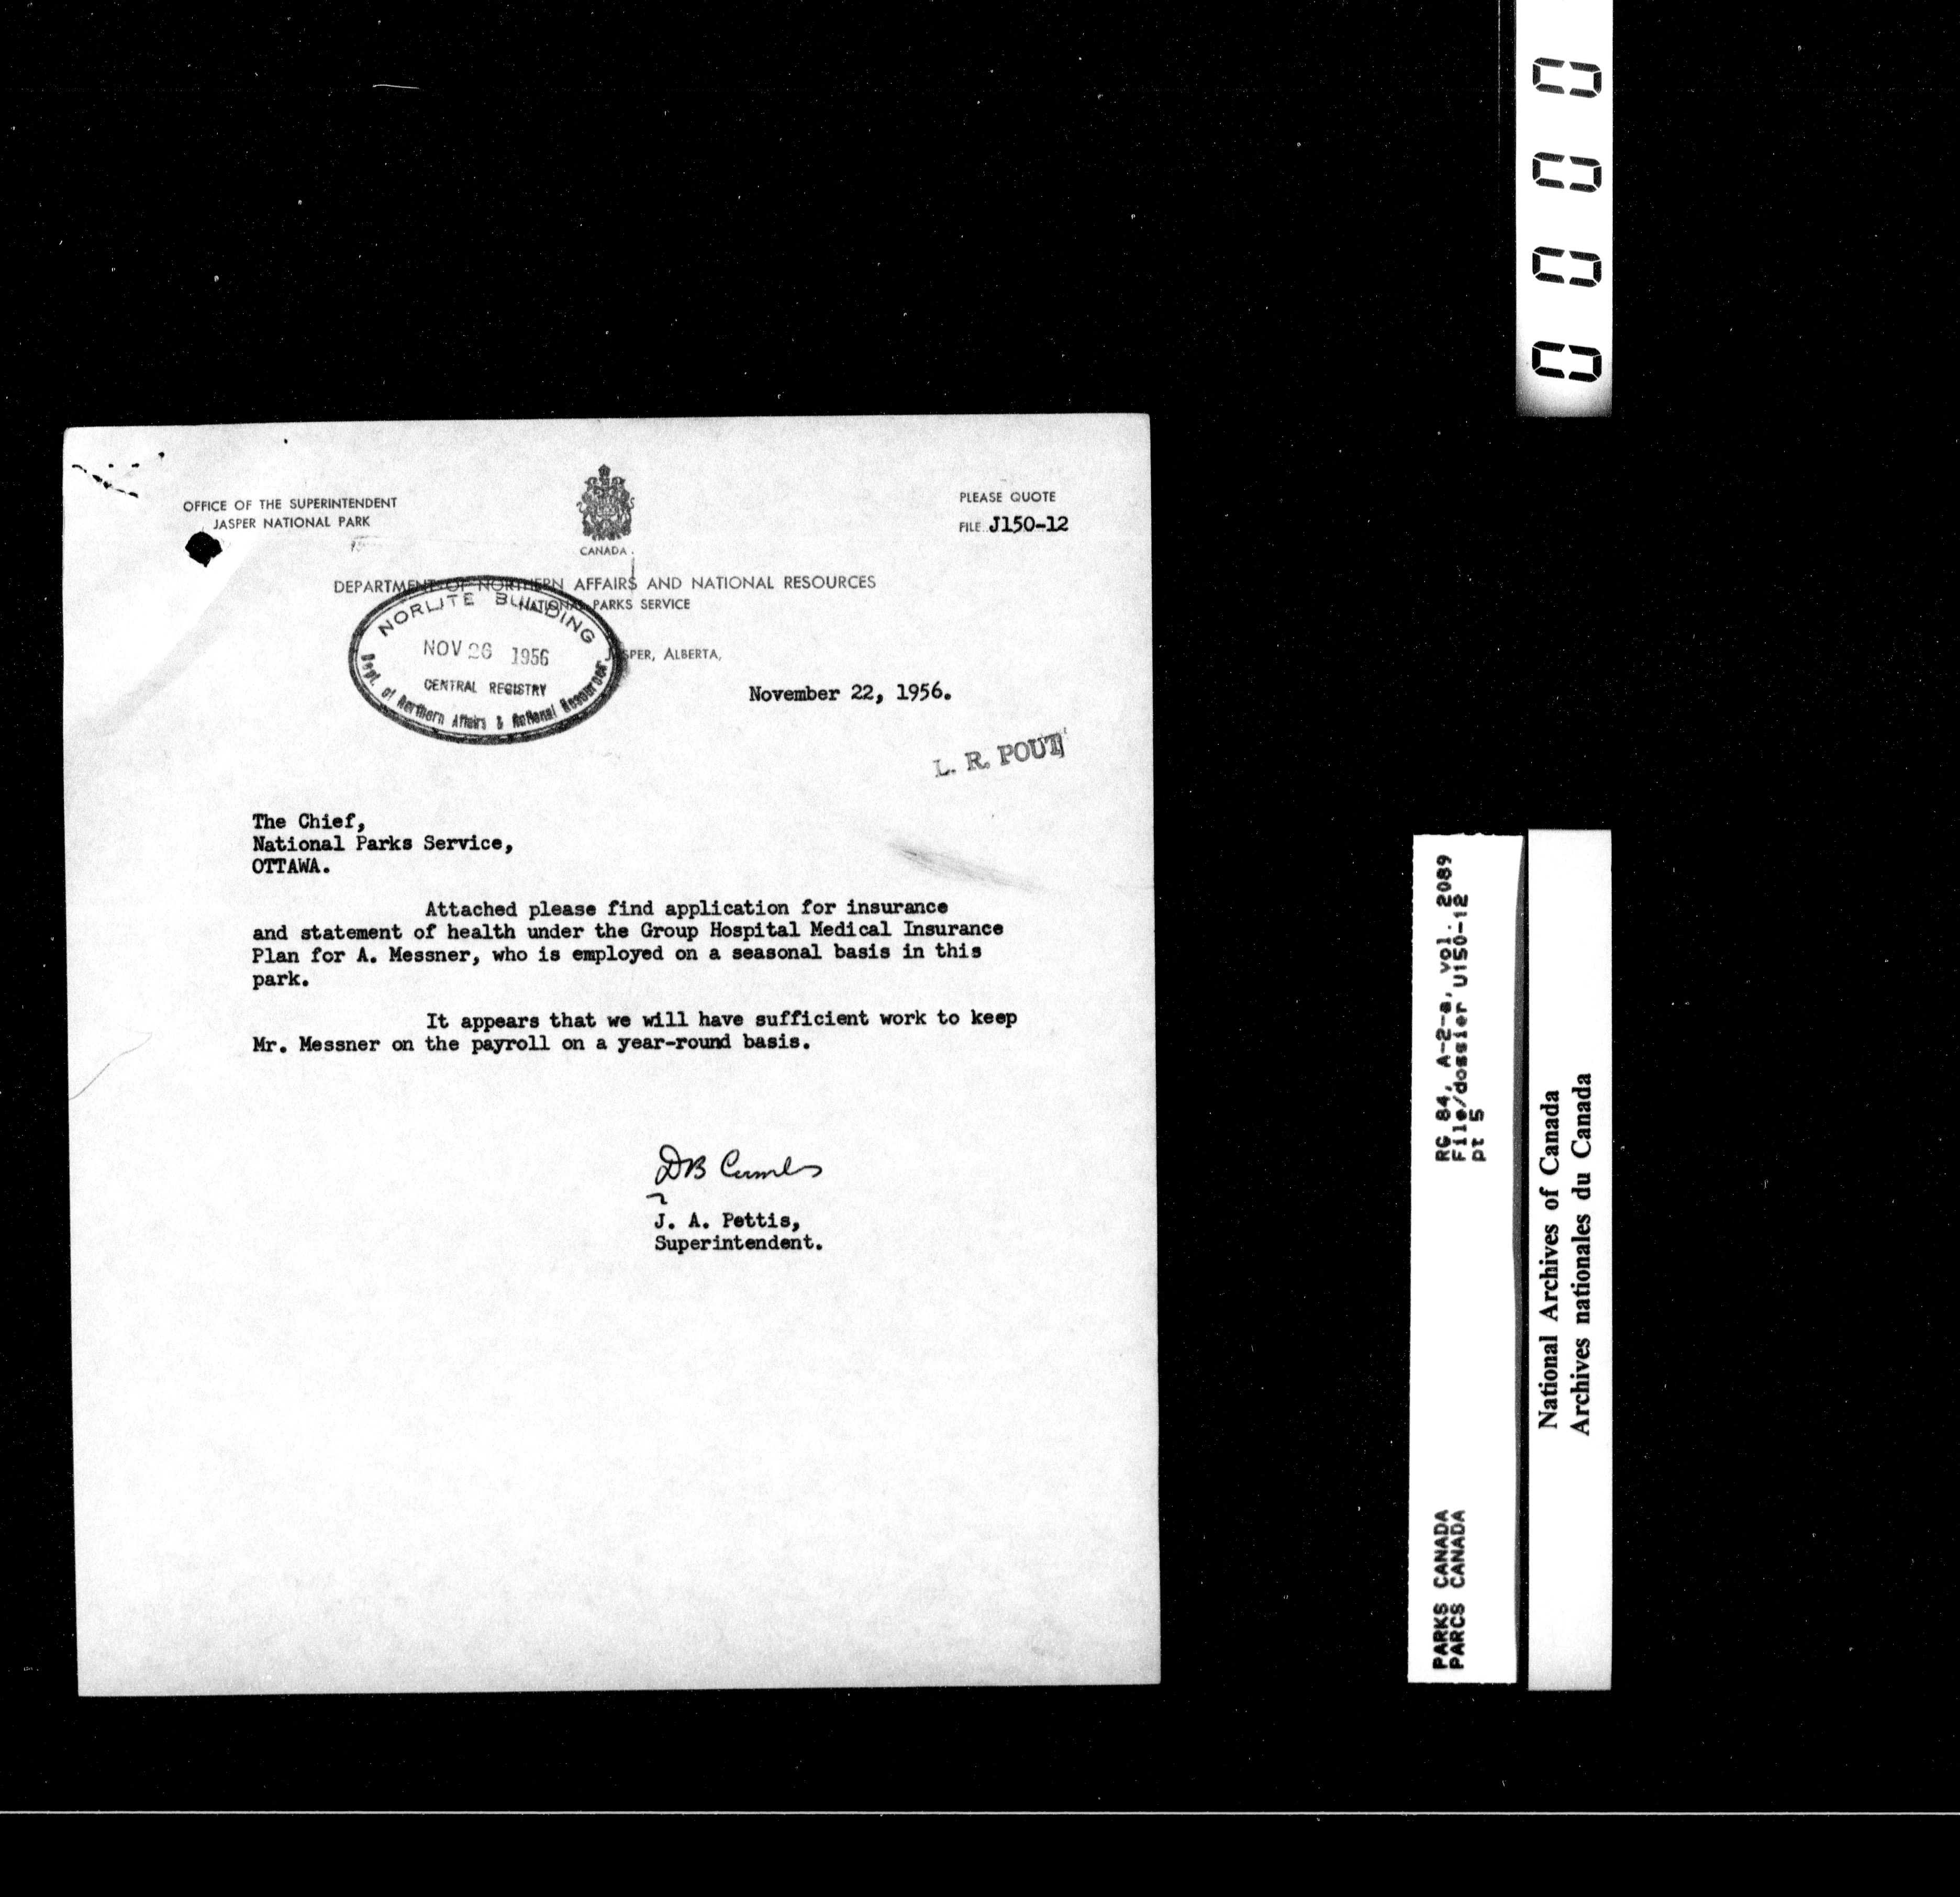 0000
OFFICE OF THE SUPERINTENDENT
JASPER NATIONAL PARK
CANADA
PLEASE QUOTE
FILE J150-12
DEPARTMENT OF NORTHERN AFFAIRS AND NATIONAL RESOURCES
NATIONAL PARKS SERVICE
NORLITE BUILDING
NOV 26 1956
CENTRAL REGISTRY
Dept. of Northern Affairs & National Resources
JASPER, ALBERTA,
November 22, 1956.
L. R. POUT
The Chief,
National Parks Service,
OTTAWA.
Attached please find application for insurance
and statement of health under the Group Hospital Medical Insurance
Plan for A. Messner, who is employed on a seasonal basis in this
park.
It appears that we will have sufficient work to keep
Mr. Messner on the payroll on a year-round basis.
DB
J. A. Pettis,
Superintendent.
RG 84, A-2-a, vol. 2089
File/dossier U150-12
pt 5
PARKS CANADA
PARCS CANADA
National Archives of Canada
Archives nationales du Canada